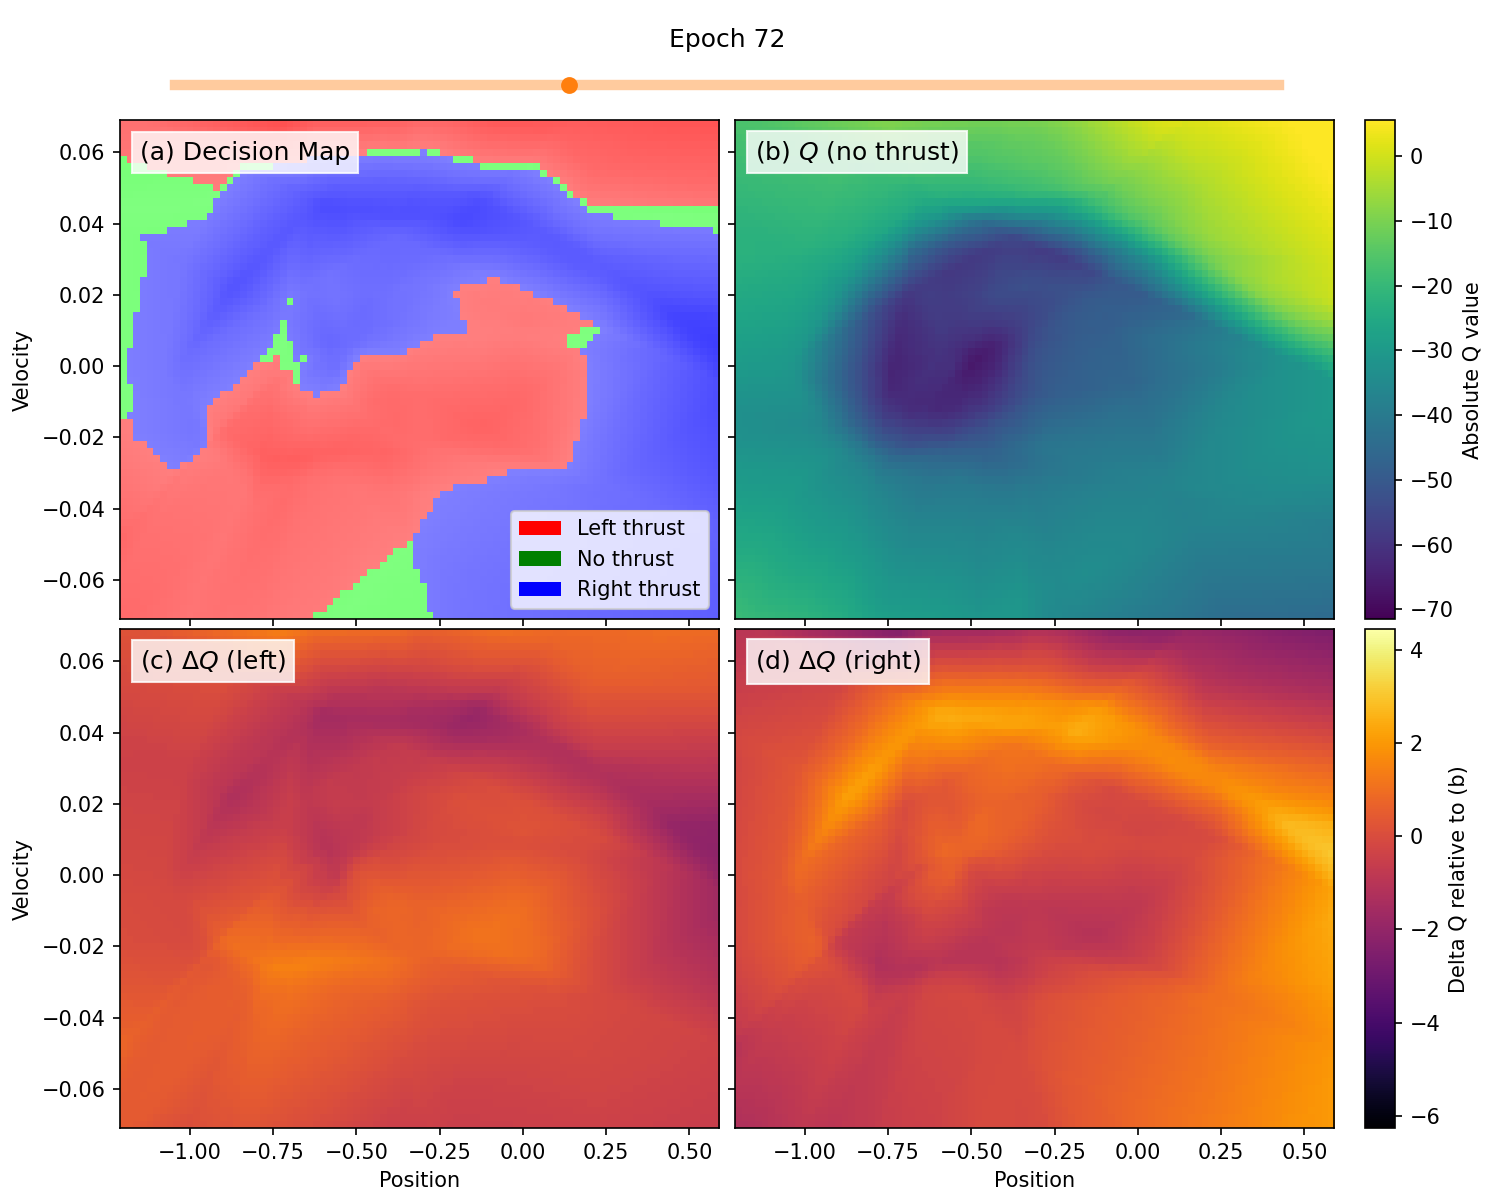 Epoch 72
(a) Decision Map
(b) Q (no thrust)
0.06
0.04
0.02
0.00
−0.02
−0.04
−0.06
Velocity
Left thrust
No thrust
Right thrust
0
−10
−20
−30
−40
−50
−60
−70
Absolute Q value
(c) ΔQ (left)
(d) ΔQ (right)
0.06
0.04
0.02
0.00
−0.02
−0.04
−0.06
Velocity
4
2
0
−2
−4
−6
Delta Q relative to (b)
−1.00 −0.75 −0.50 −0.25 0.00 0.25 0.50
Position
−1.00 −0.75 −0.50 −0.25 0.00 0.25 0.50
Position